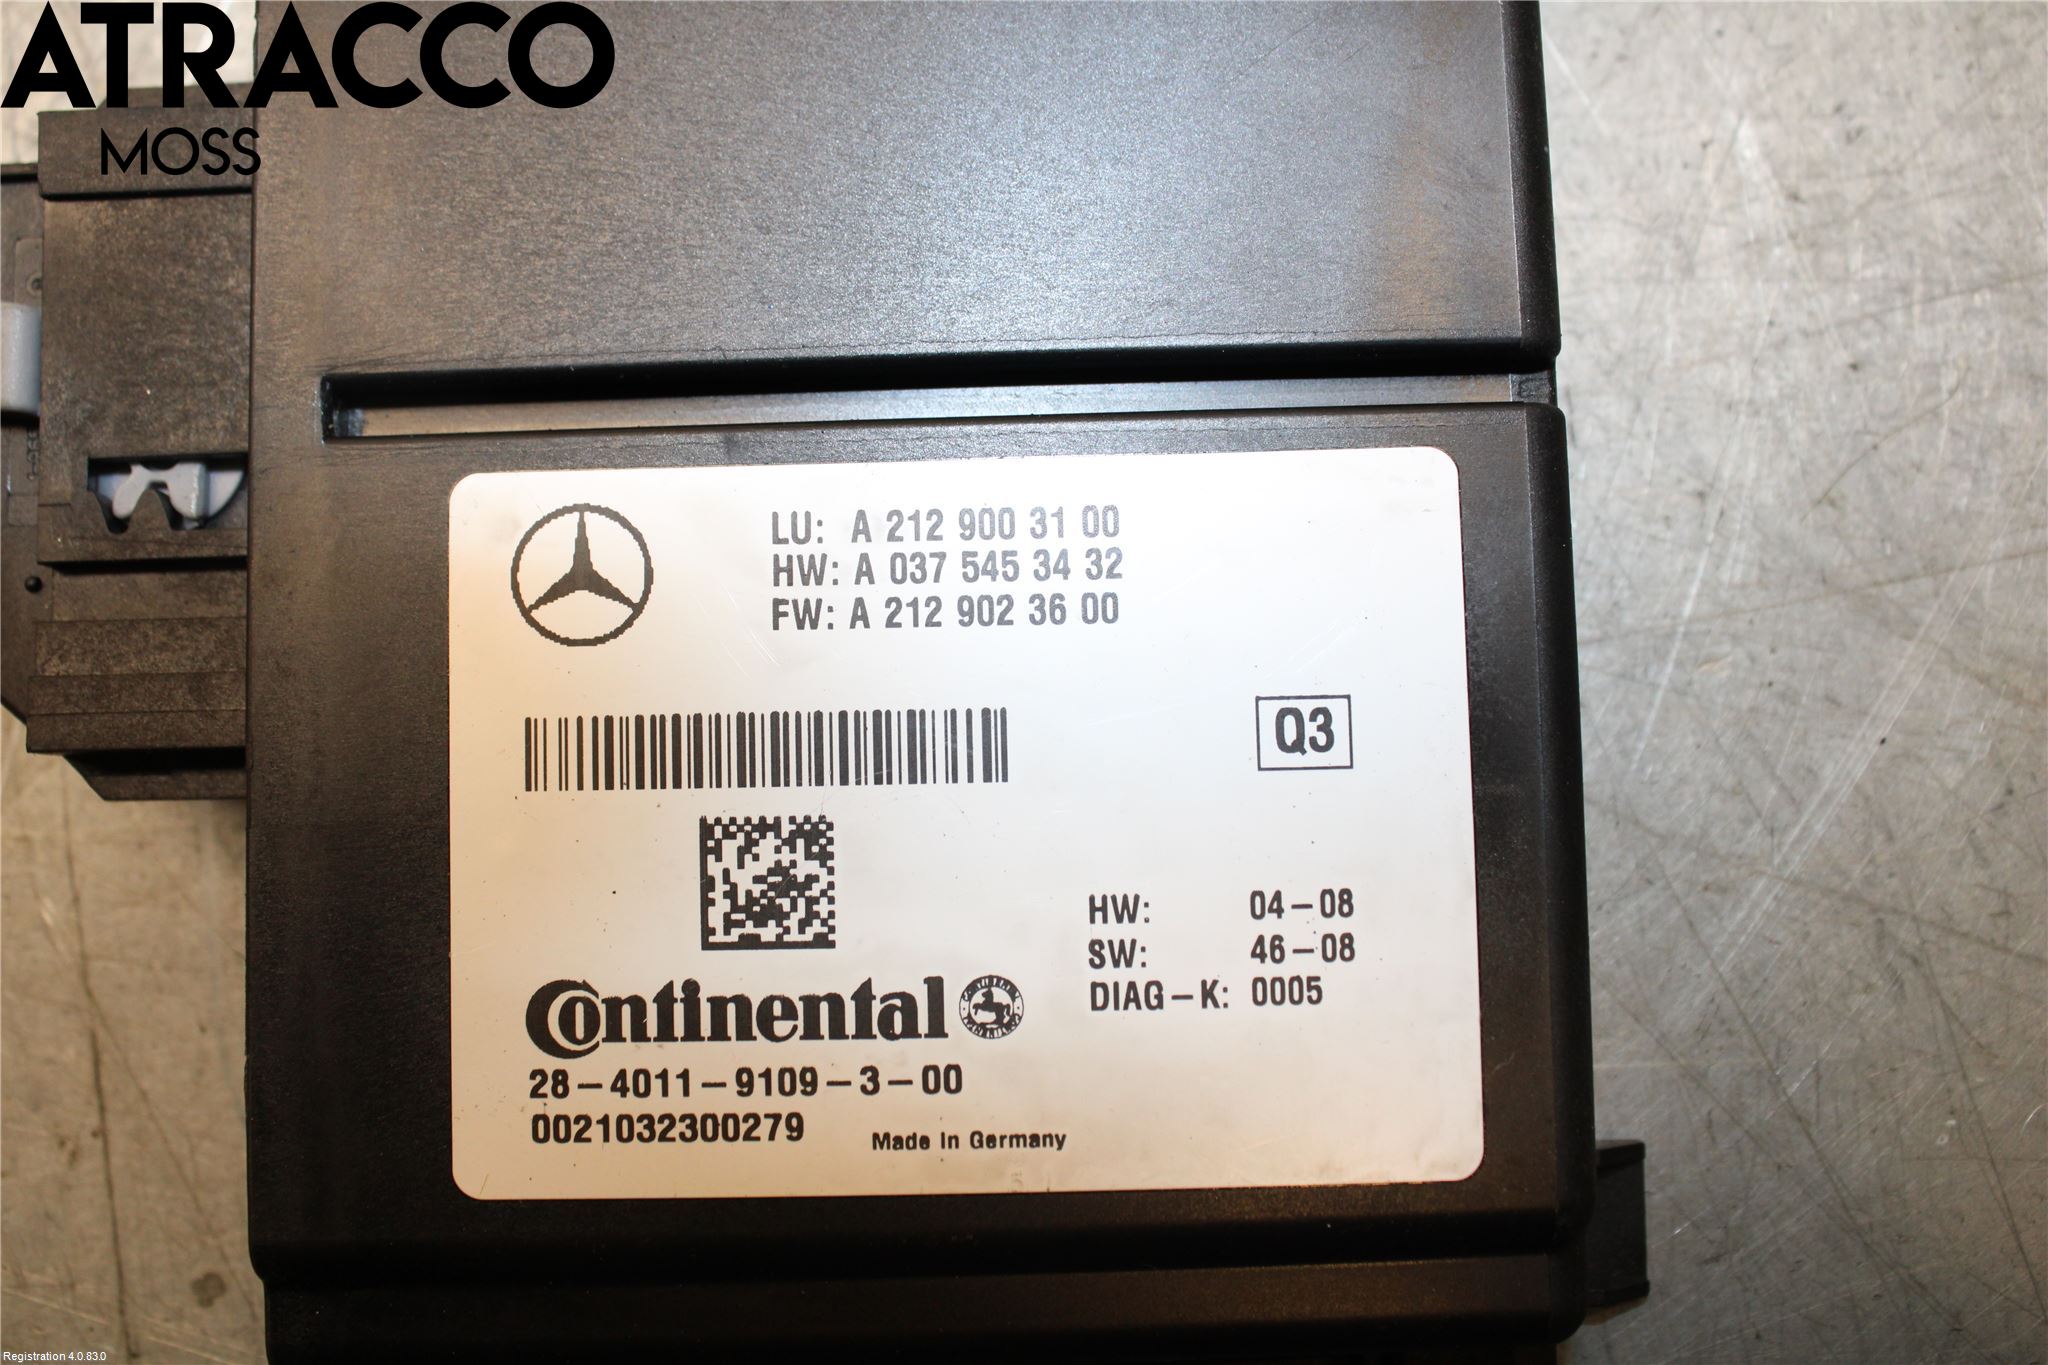 ATRACCO
MOSS
LU: A 212 900 31 00
HW: A 037 545 34 32
FW: A 212 902 36 00
Q3
HW: 04-08
SW: 46-08
DIAG-K: 0005
Continental
28-4011-9109-3-00
0021032300279
Made In Germany
Registration 4.0.83.0